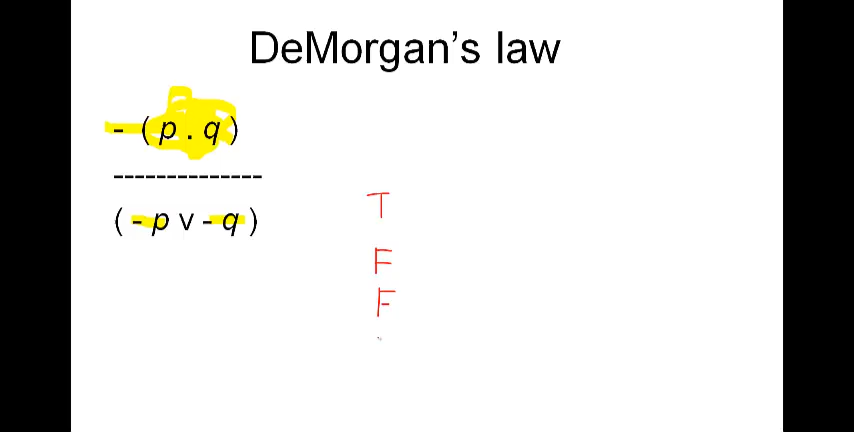 DeMorgan's law
- ( p . q )
--------------
( - p v - q )
T
F
F